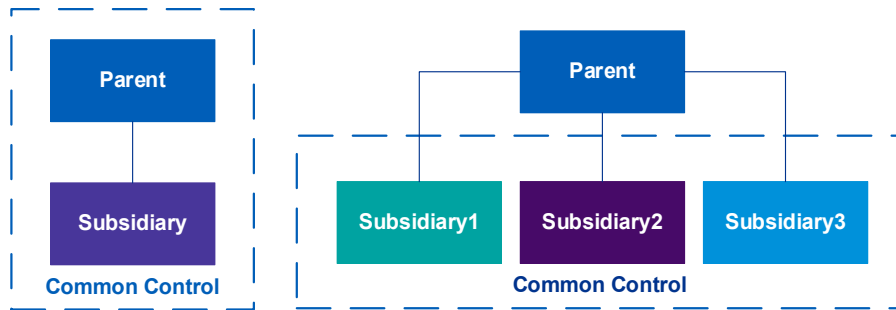 Parent
Subsidiary
Common Control
Parent
Subsidiary1
Subsidiary2
Subsidiary3
Common Control